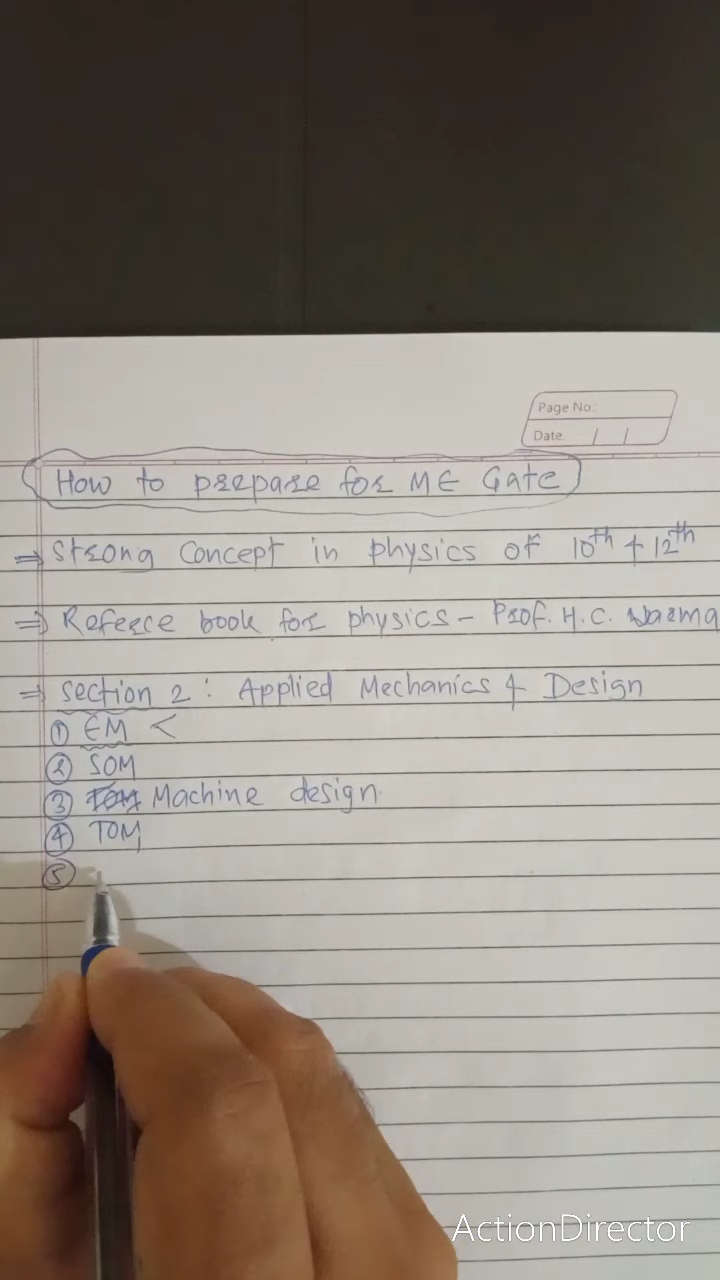 Page No.:
Date. / /
How to prepare for ME Gate
⇒ Strong Concept in physics of 10th & 12th
⇒ Referce book for physics - Prof. H.C. Warma
⇒ section 2 : Applied Mechanics & Design
① EM <
② SOM
③ TOM Machine design.
④ TOM
⑤
ActionDirector